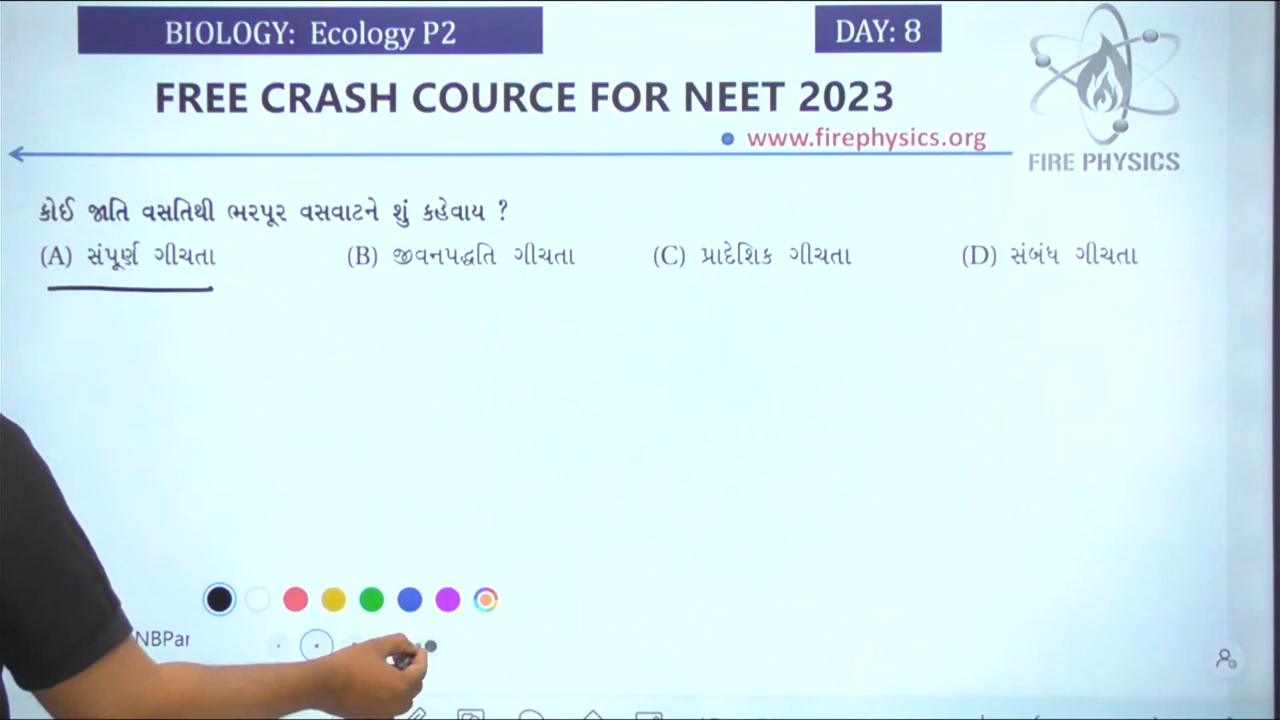 BIOLOGY: Ecology P2
DAY: 8
FREE CRASH COURCE FOR NEET 2023
www.firephysics.org
FIRE PHYSICS
કોઈ જાતિ વસતિથી ભરપૂર વસવાટને શું કહેવાય ?
(A) સંપૂર્ણ ગીચતા (B) જીવનપદ્ધતિ ગીચતા (C) પ્રાદેશિક ગીચતા (D) સંબંધ ગીચતા